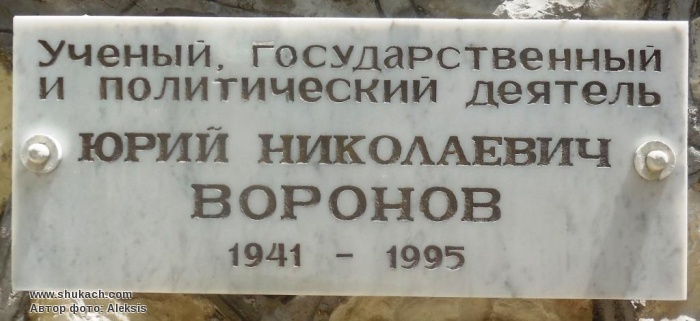 Ученый, государственный
и политический деятель
ЮРИЙ НИКОЛАЕВИЧ
ВОРОНОВ
1941 - 1995
www.shukach.com
Автор фото: Aleksis